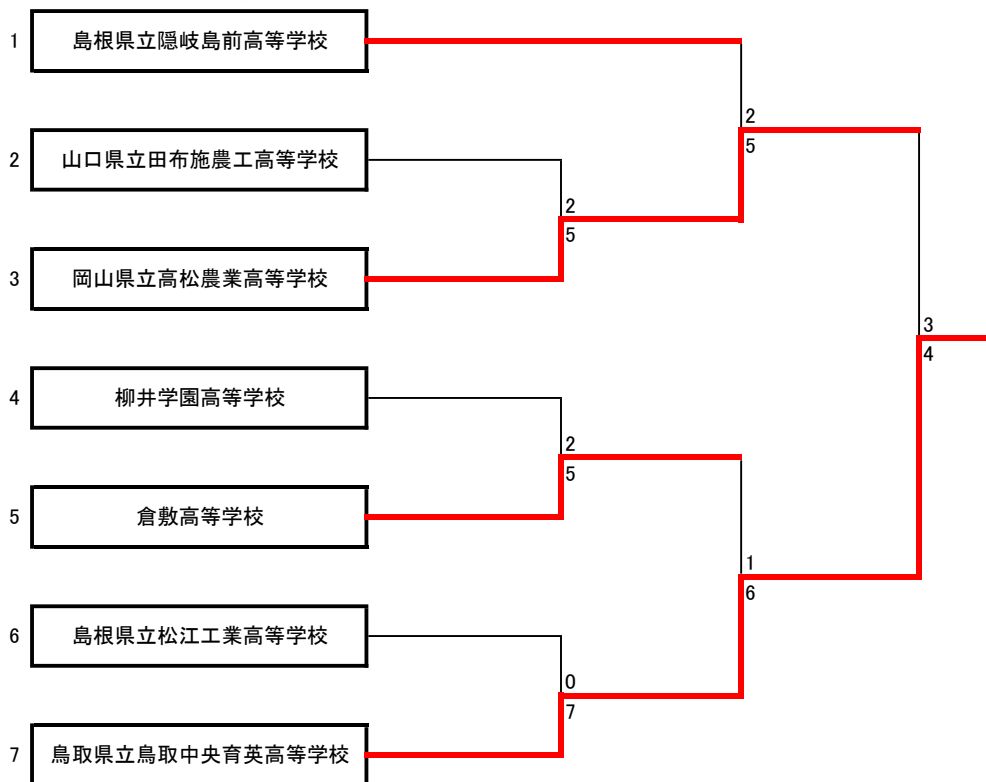 1 島根県立隠岐島前高等学校
2
5
2 山口県立田布施農工高等学校
2
5
3 岡山県立高松農業高等学校
3
4
4 柳井学園高等学校
2
5
5 倉敷高等学校
1
6
6 島根県立松江工業高等学校
0
7
7 鳥取県立鳥取中央育英高等学校